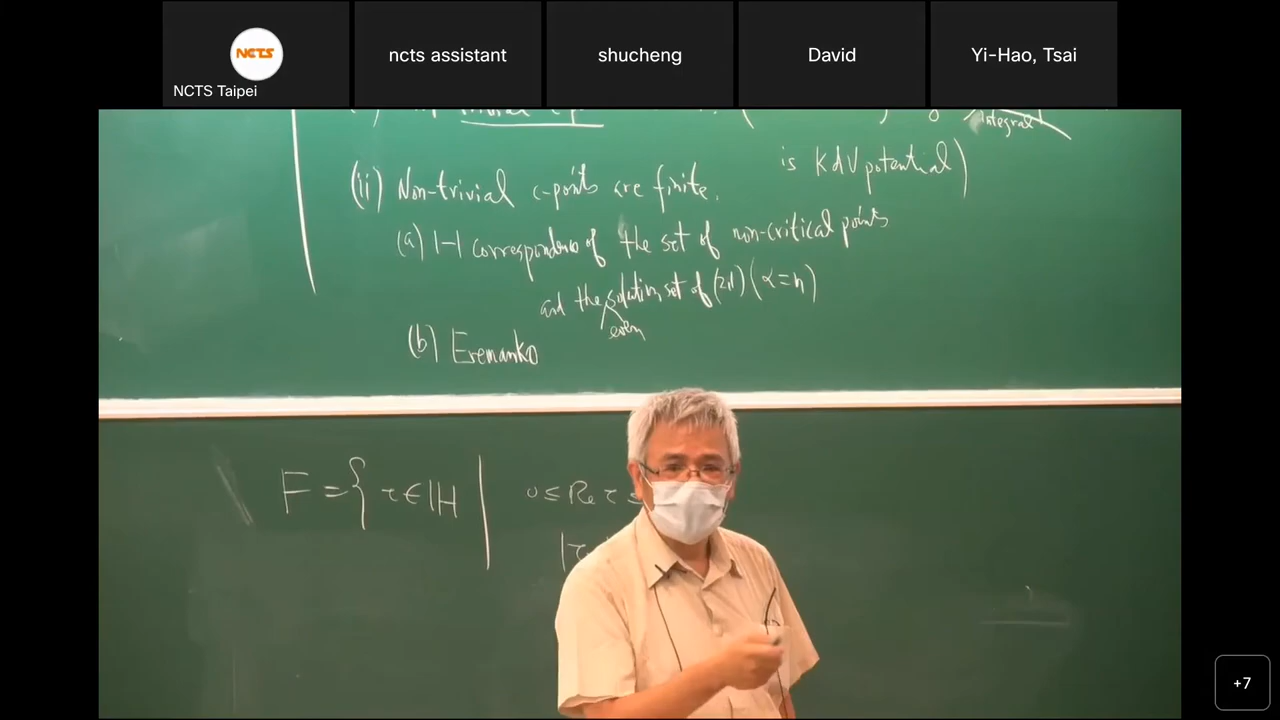 NCTS
NCTS Taipei
ncts assistant
shucheng
David
Yi-Hao, Tsai
integral
is KdV potential)
(ii) Non-trivial c-points are finite.
(a) 1-1 correspondence of the set of non-critical points
and the solution set of (2.1) (α = n)
even
(b) Eremanko
F = { τ ∈ IH | 0 ≤ Re τ ≤
|τ
+7